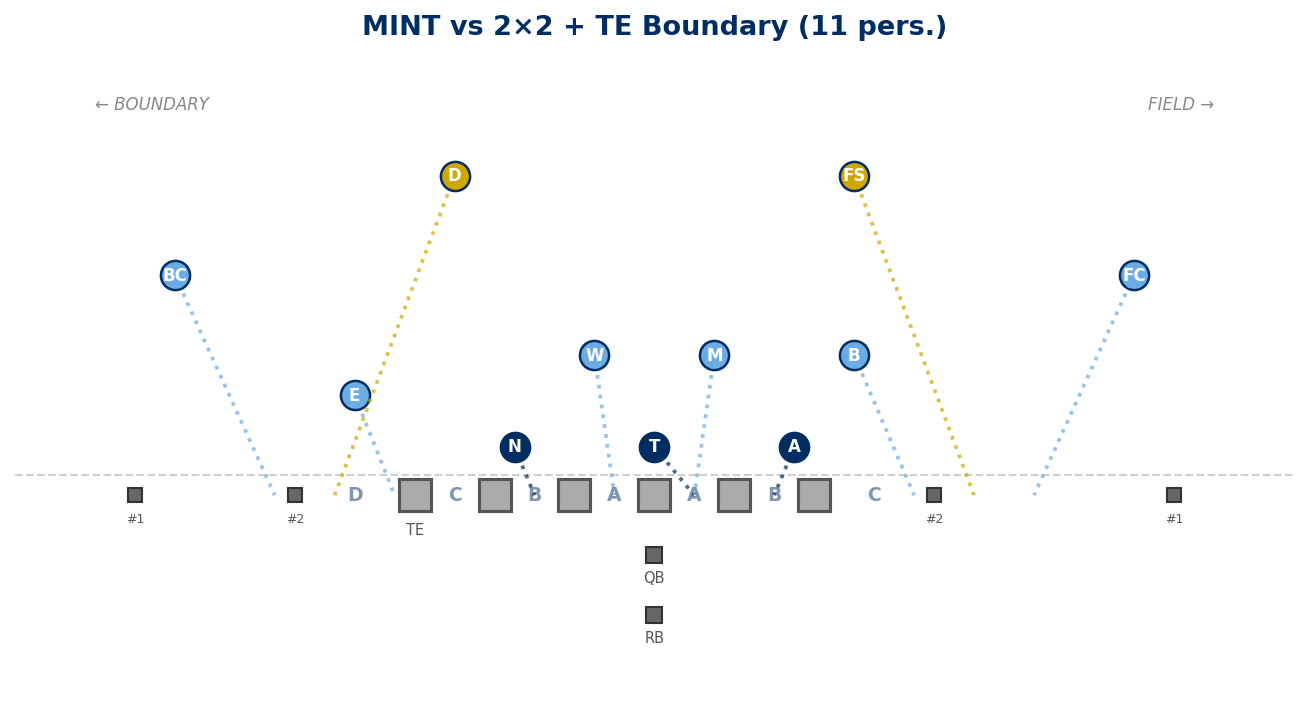 MINT vs 2×2 + TE Boundary (11 pers.)
← BOUNDARY FIELD →
D FS
BC FC
W M B
E
N T A
D C B A A B C
#1 #2 #2 #1
TE
QB
RB